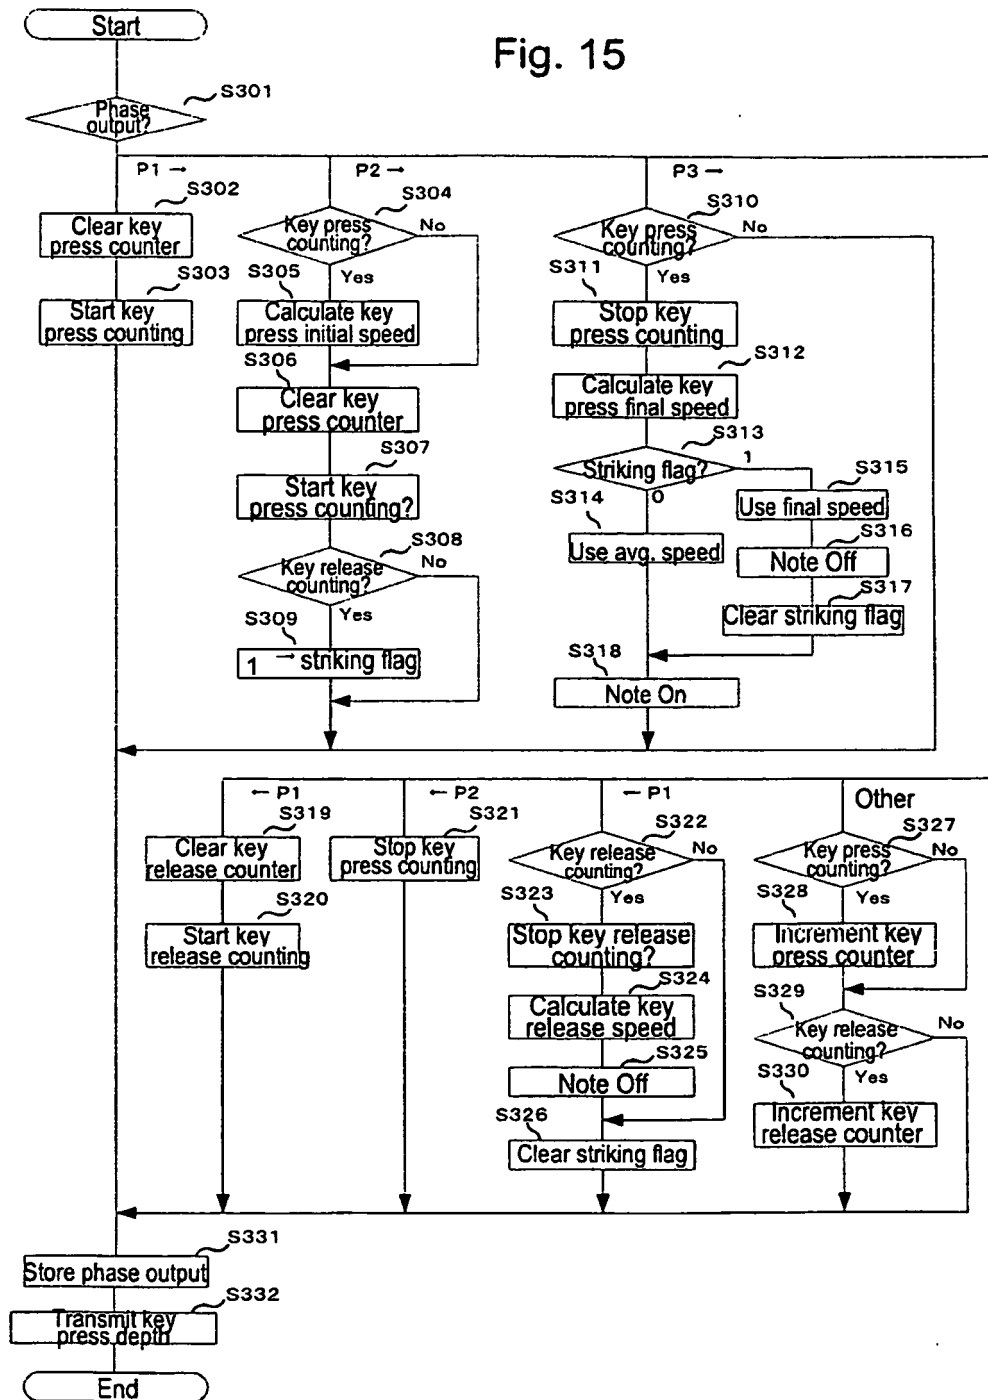 Start
Fig. 15
S301
Phase
output?
P1 →
P2 →
P3 →
S302
Clear key
press counter
S303
Start key
press counting
S304
Key press
counting?
No
Yes
S305
Calculate key
press initial speed
S306
Clear key
press counter
S307
Start key
press counting?
S308
Key release
counting?
No
Yes
S309
1 → striking flag
S310
Key press
counting?
No
Yes
S311
Stop key
press counting
S312
Calculate key
press final speed
S313
Striking flag?
1
0
S314
Use avg. speed
S315
Use final speed
S316
Note Off
S317
Clear striking flag
S318
Note On
← P1
S319
Clear key
release counter
S320
Start key
release counting
← P2
S321
Stop key
press counting
← P1
S322
Key release
counting?
No
Yes
S323
Stop key release
counting?
S324
Calculate key
release speed
S325
Note Off
S326
Clear striking flag
Other
S327
Key press
counting?
No
Yes
S328
Increment key
press counter
S329
Key release
counting?
No
Yes
S330
Increment key
release counter
S331
Store phase output
S332
Transmit key
press depth
End